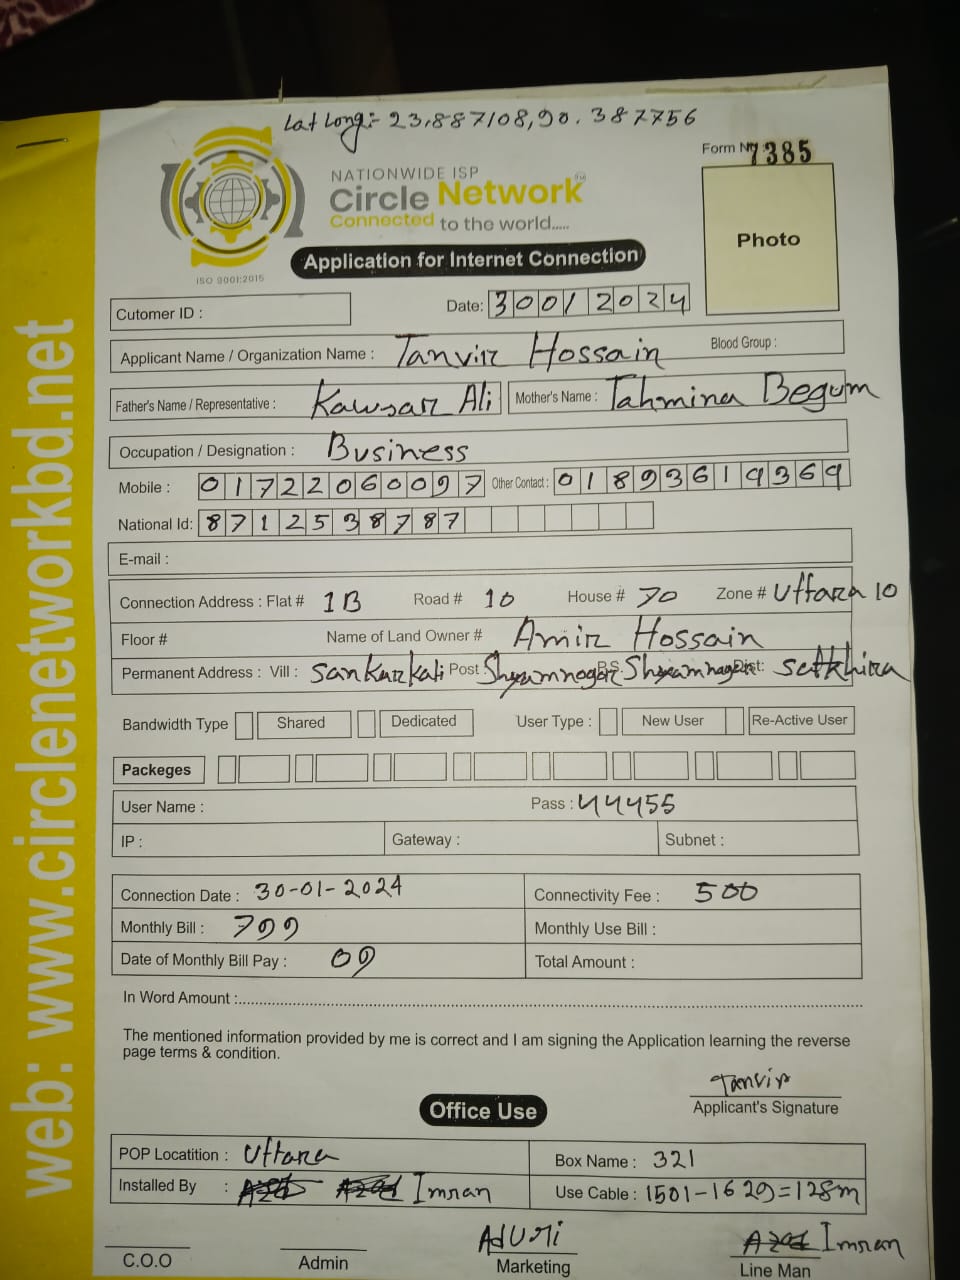 Lat Long:- 23.887108,90.387756
Form No 7385
NATIONWIDE ISP
Circle Network
Connected to the world.....
ISO 9001:2015
Photo
Application for Internet Connection
Cutomer ID :
Date: 30012024
Applicant Name / Organization Name : Tanvir Hossain Blood Group :
Father's Name / Representative : Kawsar Ali Mother's Name : Tahmina Begum
Occupation / Designation : Business
Mobile : 01722060097 Other Contact : 01893619369
National Id: 8712538787
E-mail :
Connection Address : Flat # 1B Road # 10 House # 70 Zone # Uttara 10
Floor # Name of Land Owner # Amir Hossain
Permanent Address : Vill : Sankarkati Post : Shyamnagar P.S. Shyamnagar Dist: Satkhira
Bandwidth Type Shared Dedicated User Type : New User Re-Active User
Packeges
User Name : Pass : 44455
IP : Gateway : Subnet :
Connection Date : 30-01-2024 Connectivity Fee : 500
Monthly Bill : 799 Monthly Use Bill :
Date of Monthly Bill Pay : 09 Total Amount :
In Word Amount :
The mentioned information provided by me is correct and I am signing the Application learning the reverse
page terms & condition.
Tanvir
Applicant's Signature
Office Use
POP Locatition : Uttara Box Name : 321
Installed By : Imran Use Cable : 1501-1629=128m
C.O.O Admin Marketing Imran Line Man
web: www.circlenetworkbd.net